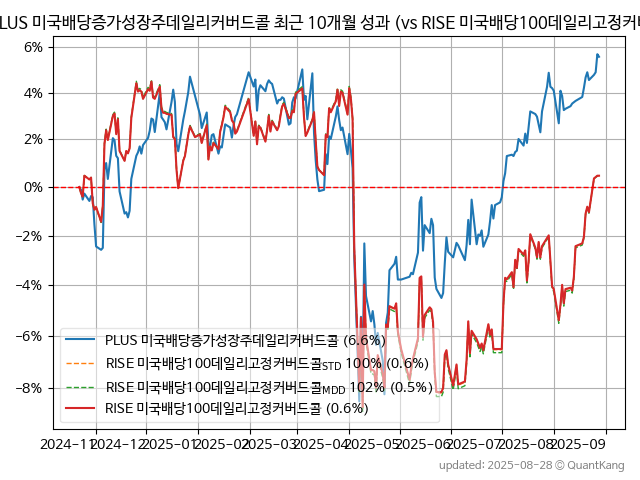 PLUS 미국배당증가성장주데일리커버드콜 최근 10개월 성과 (vs RISE 미국배당100데일리고정커버
6%
4%
2%
0%
−2%
−4%
−6%
−8%
PLUS 미국배당증가성장주데일리커버드콜 (6.6%)
RISE 미국배당100데일리고정커버드콜STD 100% (0.6%)
RISE 미국배당100데일리고정커버드콜MDD 102% (0.5%)
RISE 미국배당100데일리고정커버드콜 (0.6%)
2024-11 2024-12 2025-01 2025-02 2025-03 2025-04 2025-05 2025-06 2025-07 2025-08 2025-09
updated: 2025-08-28 © QuantKang